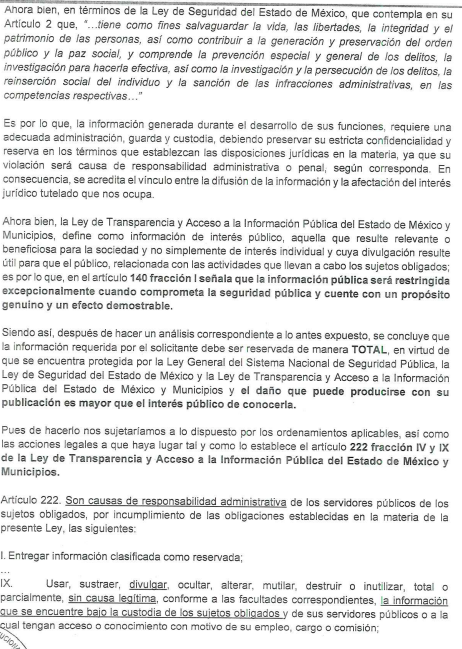 Ahora bien, en términos de la Ley de Seguridad del Estado de México, que contempla en su
Artículo 2 que, "…tiene como fines salvaguardar la vida, las libertades, la integridad y el
patrimonio de las personas, así como contribuir a la generación y preservación del orden
público y la paz social, y comprende la prevención especial y general de los delitos, la
investigación para hacerla efectiva, así como la investigación y la persecución de los delitos, la
reinserción social del individuo y la sanción de las infracciones administrativas, en las
competencias respectivas…"
Es por lo que, la información generada durante el desarrollo de sus funciones, requiere una
adecuada administración, guarda y custodia, debiendo preservar su estricta confidencialidad y
reserva en los términos que establezcan las disposiciones jurídicas en la materia, ya que su
violación será causa de responsabilidad administrativa o penal, según corresponda. En
consecuencia, se acredita el vínculo entre la difusión de la información y la afectación del interés
jurídico tutelado que nos ocupa.
Ahora bien, la Ley de Transparencia y Acceso a la Información Pública del Estado de México y
Municipios, define como información de interés público, aquella que resulte relevante o
beneficiosa para la sociedad y no simplemente de interés individual y cuya divulgación resulte
útil para que el público, relacionada con las actividades que llevan a cabo los sujetos obligados;
es por lo que, en el artículo 140 fracción I señala que la información pública será restringida
excepcionalmente cuando comprometa la seguridad pública y cuente con un propósito
genuino y un efecto demostrable.
Siendo así, después de hacer un análisis correspondiente a lo antes expuesto, se concluye que
la información requerida por el solicitante debe ser reservada de manera TOTAL, en virtud de
que se encuentra protegida por la Ley General del Sistema Nacional de Seguridad Pública, la
Ley de Seguridad del Estado de México y la Ley de Transparencia y Acceso a la Información
Pública del Estado de México y Municipios y el daño que puede producirse con su
publicación es mayor que el interés público de conocerla.
Pues de hacerlo nos sujetaríamos a lo dispuesto por los ordenamientos aplicables, así como
las acciones legales a que haya lugar tal y como lo establece el artículo 222 fracción IV y IX
de la Ley de Transparencia y Acceso a la Información Pública del Estado de México y
Municipios.
Artículo 222. Son causas de responsabilidad administrativa de los servidores públicos de los
sujetos obligados, por incumplimiento de las obligaciones establecidas en la materia de la
presente Ley, las siguientes:
I. Entregar información clasificada como reservada;
…
IX. Usar, sustraer, divulgar, ocultar, alterar, mutilar, destruir o inutilizar, total o
parcialmente, sin causa legítima, conforme a las facultades correspondientes, la información
que se encuentre bajo la custodia de los sujetos obligados y de sus servidores públicos o a la
cual tengan acceso o conocimiento con motivo de su empleo, cargo o comisión;